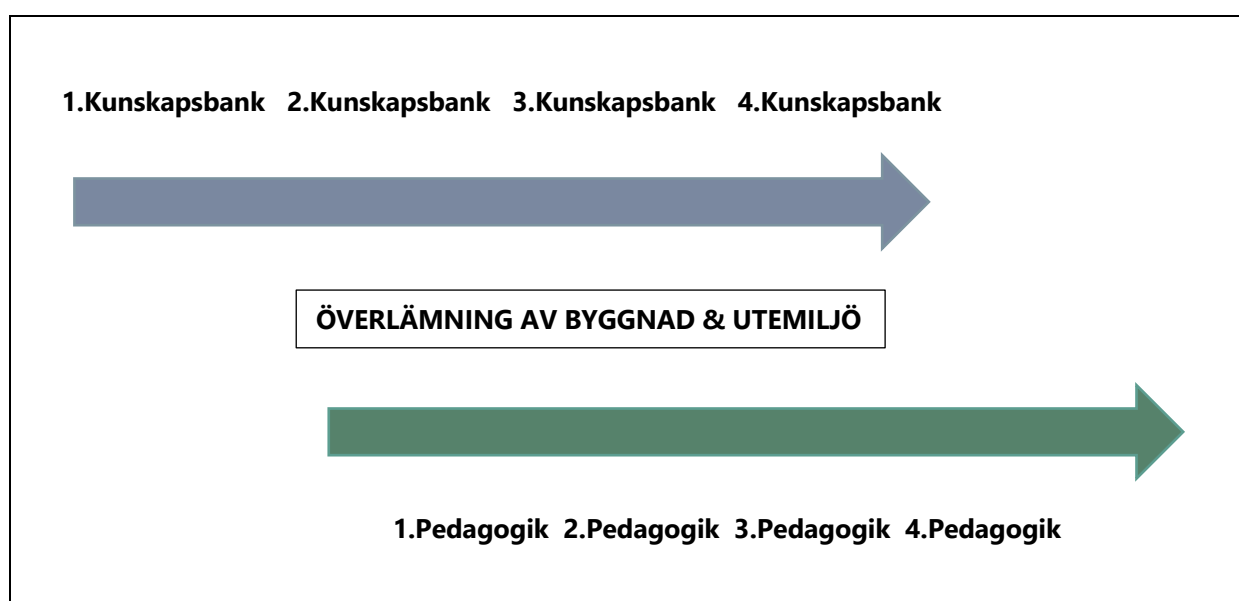 1.Kunskapsbank 2.Kunskapsbank 3.Kunskapsbank 4.Kunskapsbank
ÖVERLÄMNING AV BYGGNAD & UTEMILJÖ
1.Pedagogik 2.Pedagogik 3.Pedagogik 4.Pedagogik